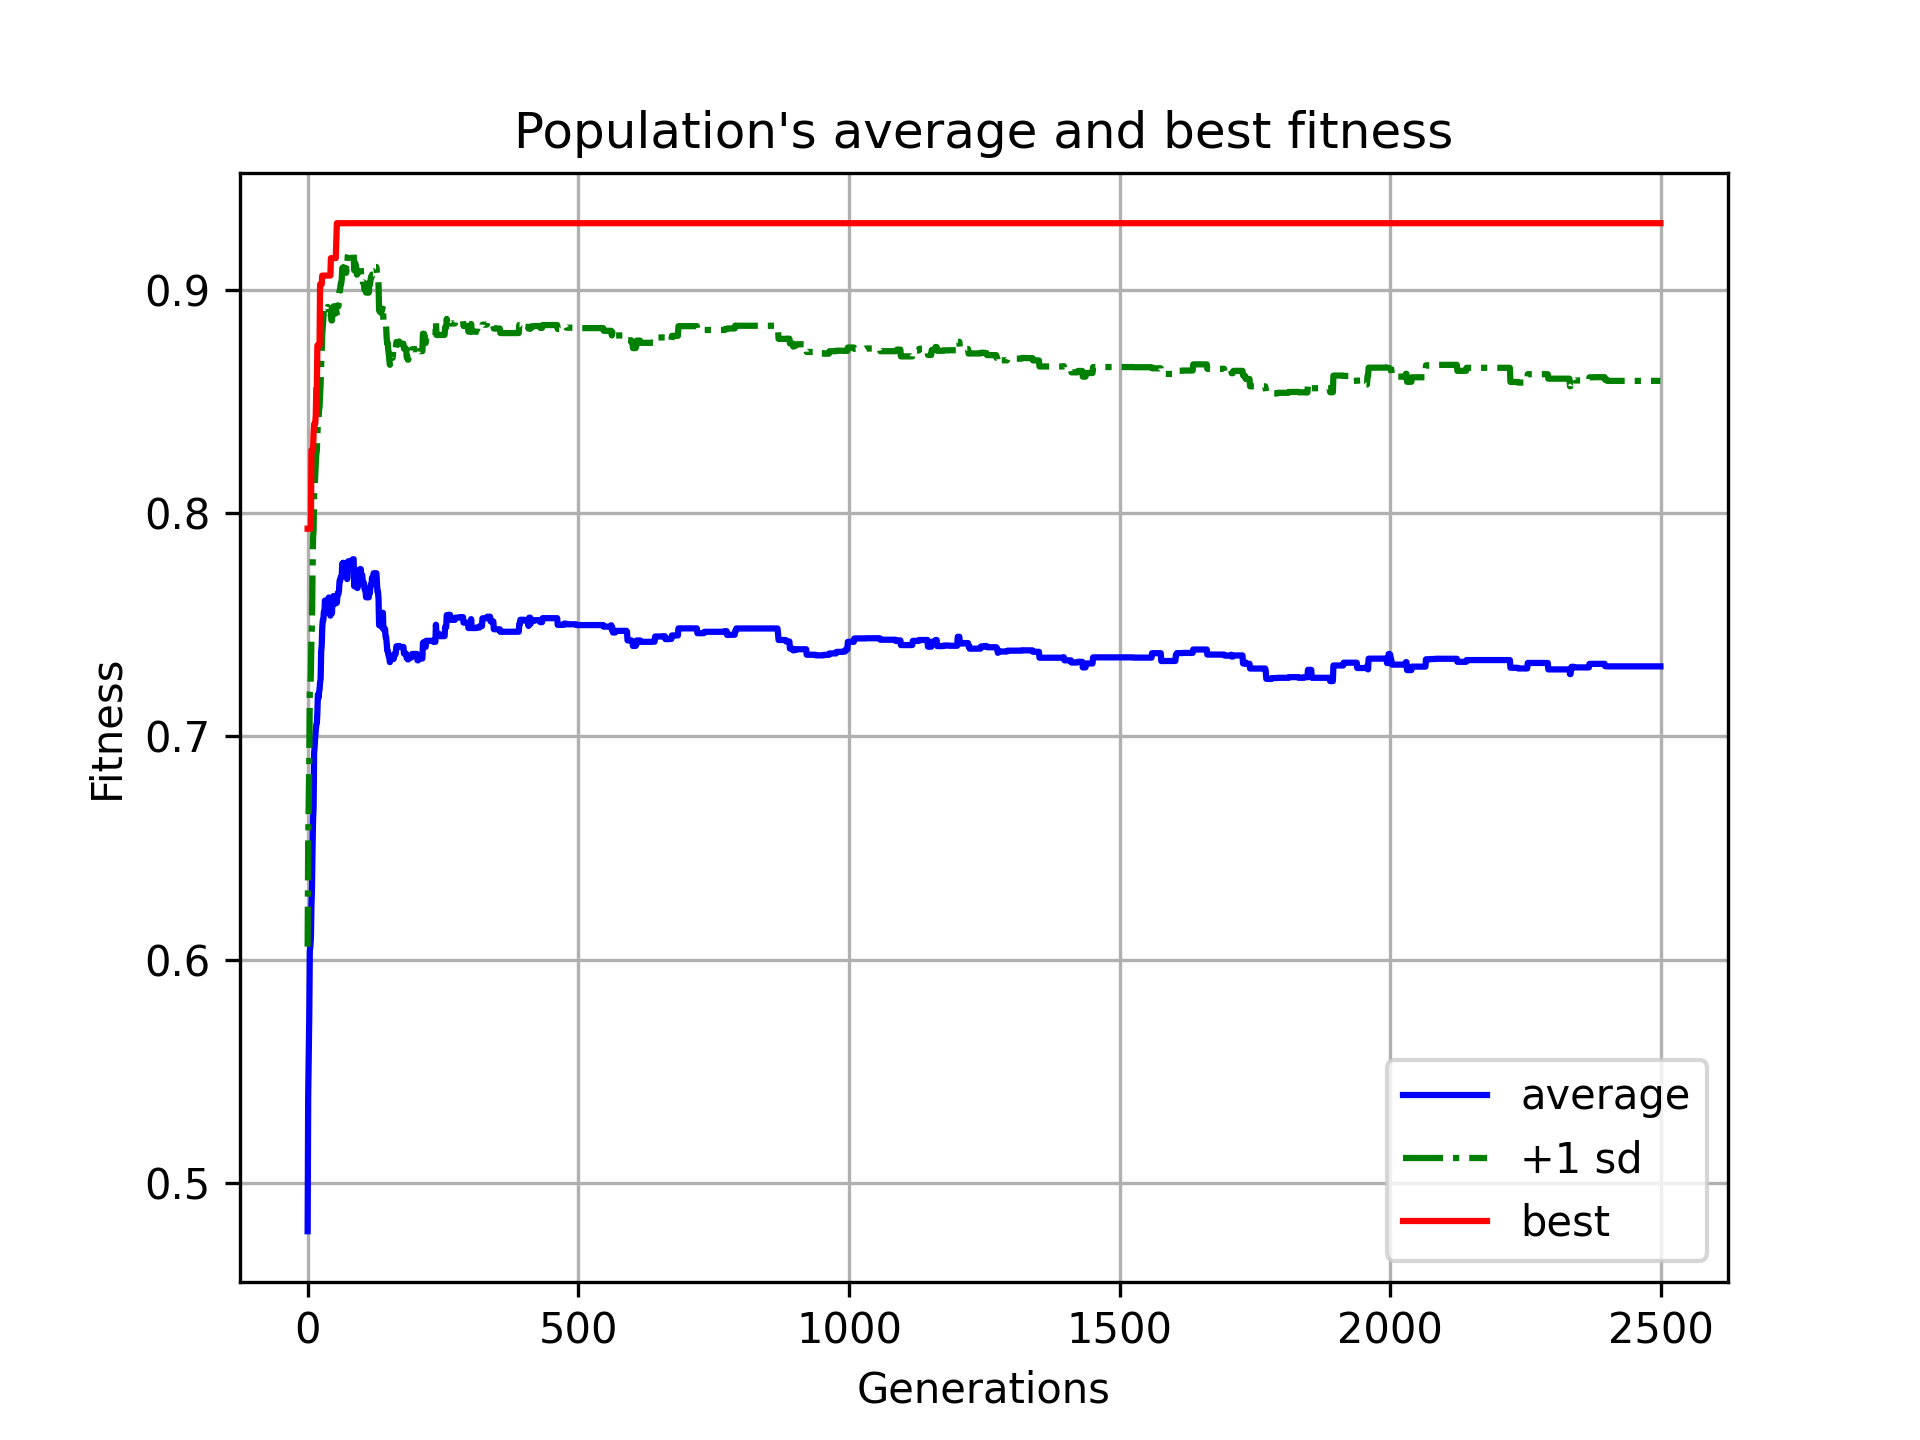 Population's average and best fitness
Fitness
0.9
0.8
0.7
0.6
0.5
0 500 1000 1500 2000 2500
Generations
average
+1 sd
best